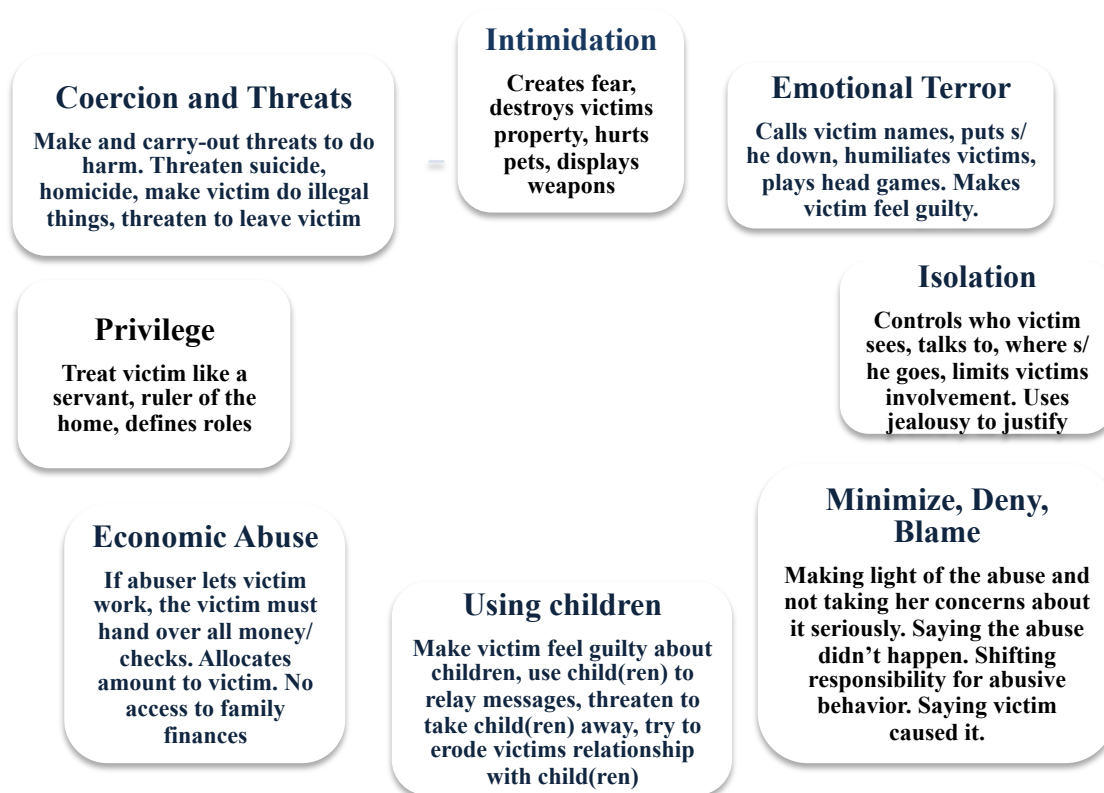 Intimidation
Creates fear,
destroys victims
property, hurts
pets, displays
weapons
Emotional Terror
Calls victim names, puts s/
he down, humiliates victims,
plays head games. Makes
victim feel guilty.
Isolation
Controls who victim
sees, talks to, where s/
he goes, limits victims
involvement. Uses
jealousy to justify
Minimize, Deny,
Blame
Making light of the abuse and
not taking her concerns about
it seriously. Saying the abuse
didn’t happen. Shifting
responsibility for abusive
behavior. Saying victim
caused it.
Using children
Make victim feel guilty about
children, use child(ren) to
relay messages, threaten to
take child(ren) away, try to
erode victims relationship
with child(ren)
Economic Abuse
If abuser lets victim
work, the victim must
hand over all money/
checks. Allocates
amount to victim. No
access to family
finances
Privilege
Treat victim like a
servant, ruler of the
home, defines roles
Coercion and Threats
Make and carry-out threats to do
harm. Threaten suicide,
homicide, make victim do illegal
things, threaten to leave victim